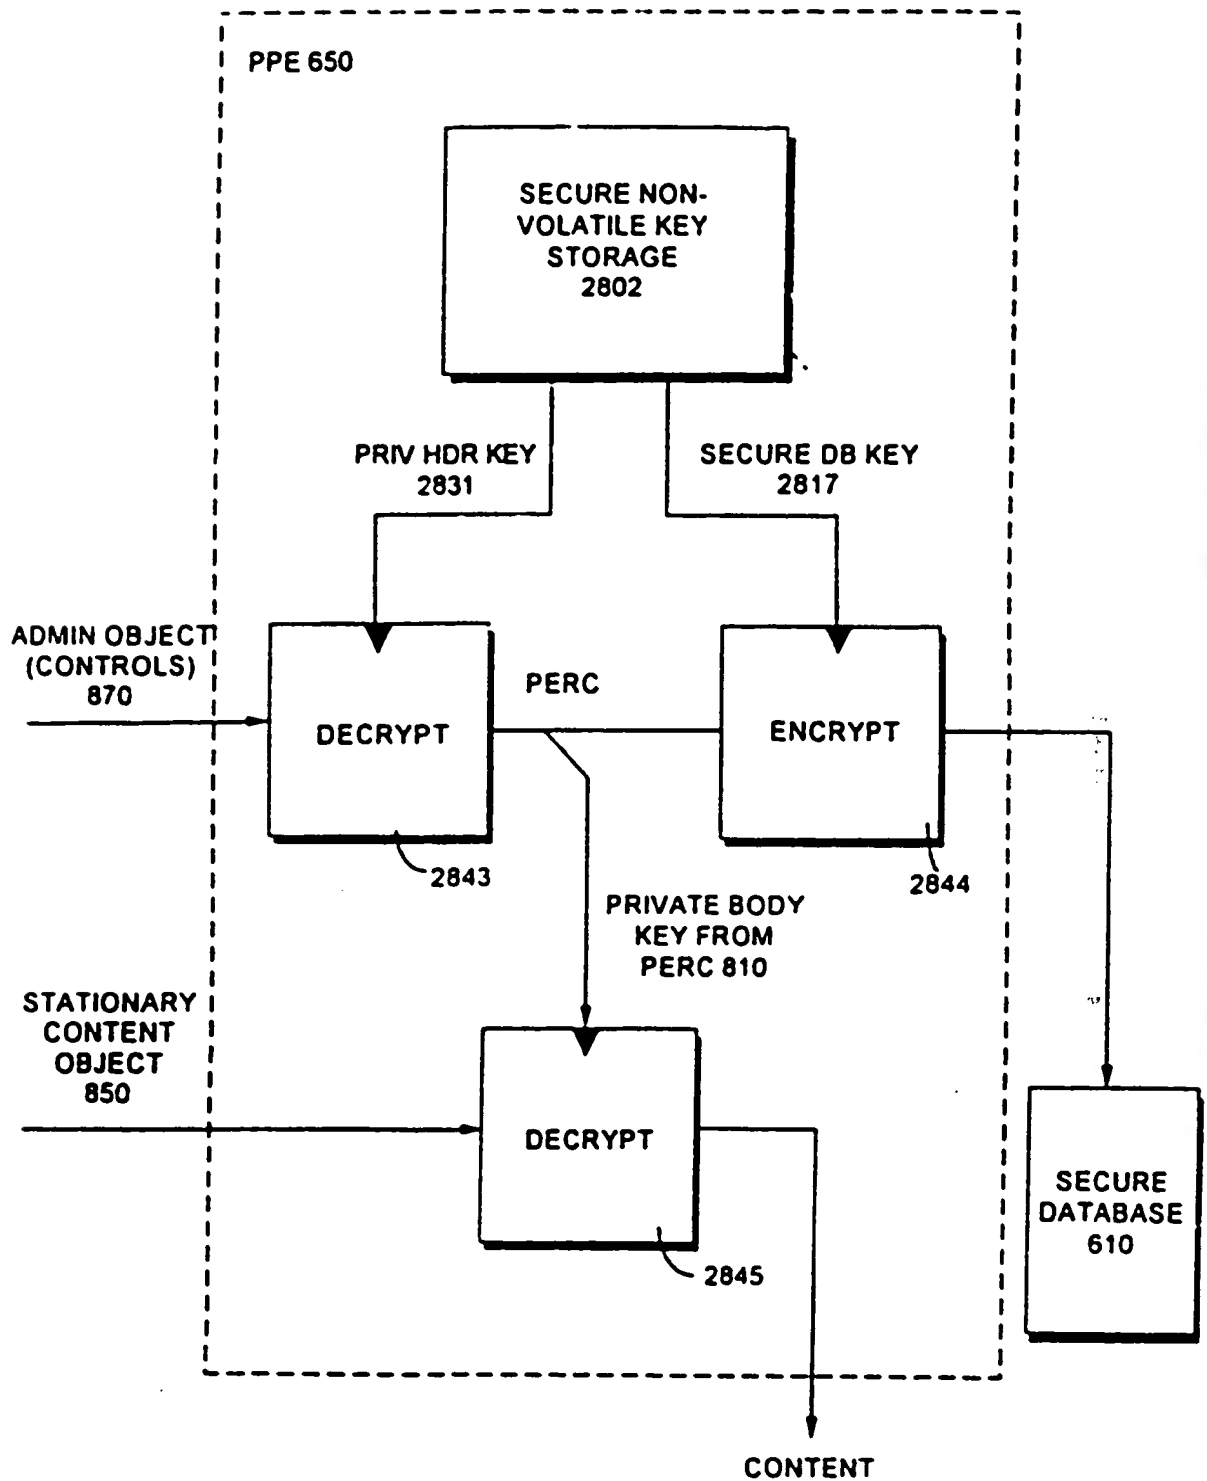 PPE 650
SECURE NON-
VOLATILE KEY
STORAGE
2802
PRIV HDR KEY
2831
SECURE DB KEY
2817
ADMIN OBJECT
(CONTROLS)
870
DECRYPT
PERC
ENCRYPT
2843
2844
PRIVATE BODY
KEY FROM
PERC 810
STATIONARY
CONTENT
OBJECT
850
DECRYPT
2845
SECURE
DATABASE
610
CONTENT